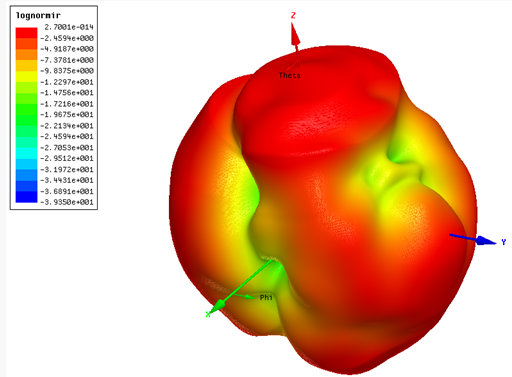 lognormir
2.7001e-014
-2.4594e+000
-4.9187e+000
-7.3781e+000
-9.8375e+000
-1.2297e+001
-1.4756e+001
-1.7216e+001
-1.9675e+001
-2.2134e+001
-2.4594e+001
-2.7053e+001
-2.9512e+001
-3.1972e+001
-3.4431e+001
-3.6891e+001
-3.9350e+001
Z
Theta
Y
Phi
X